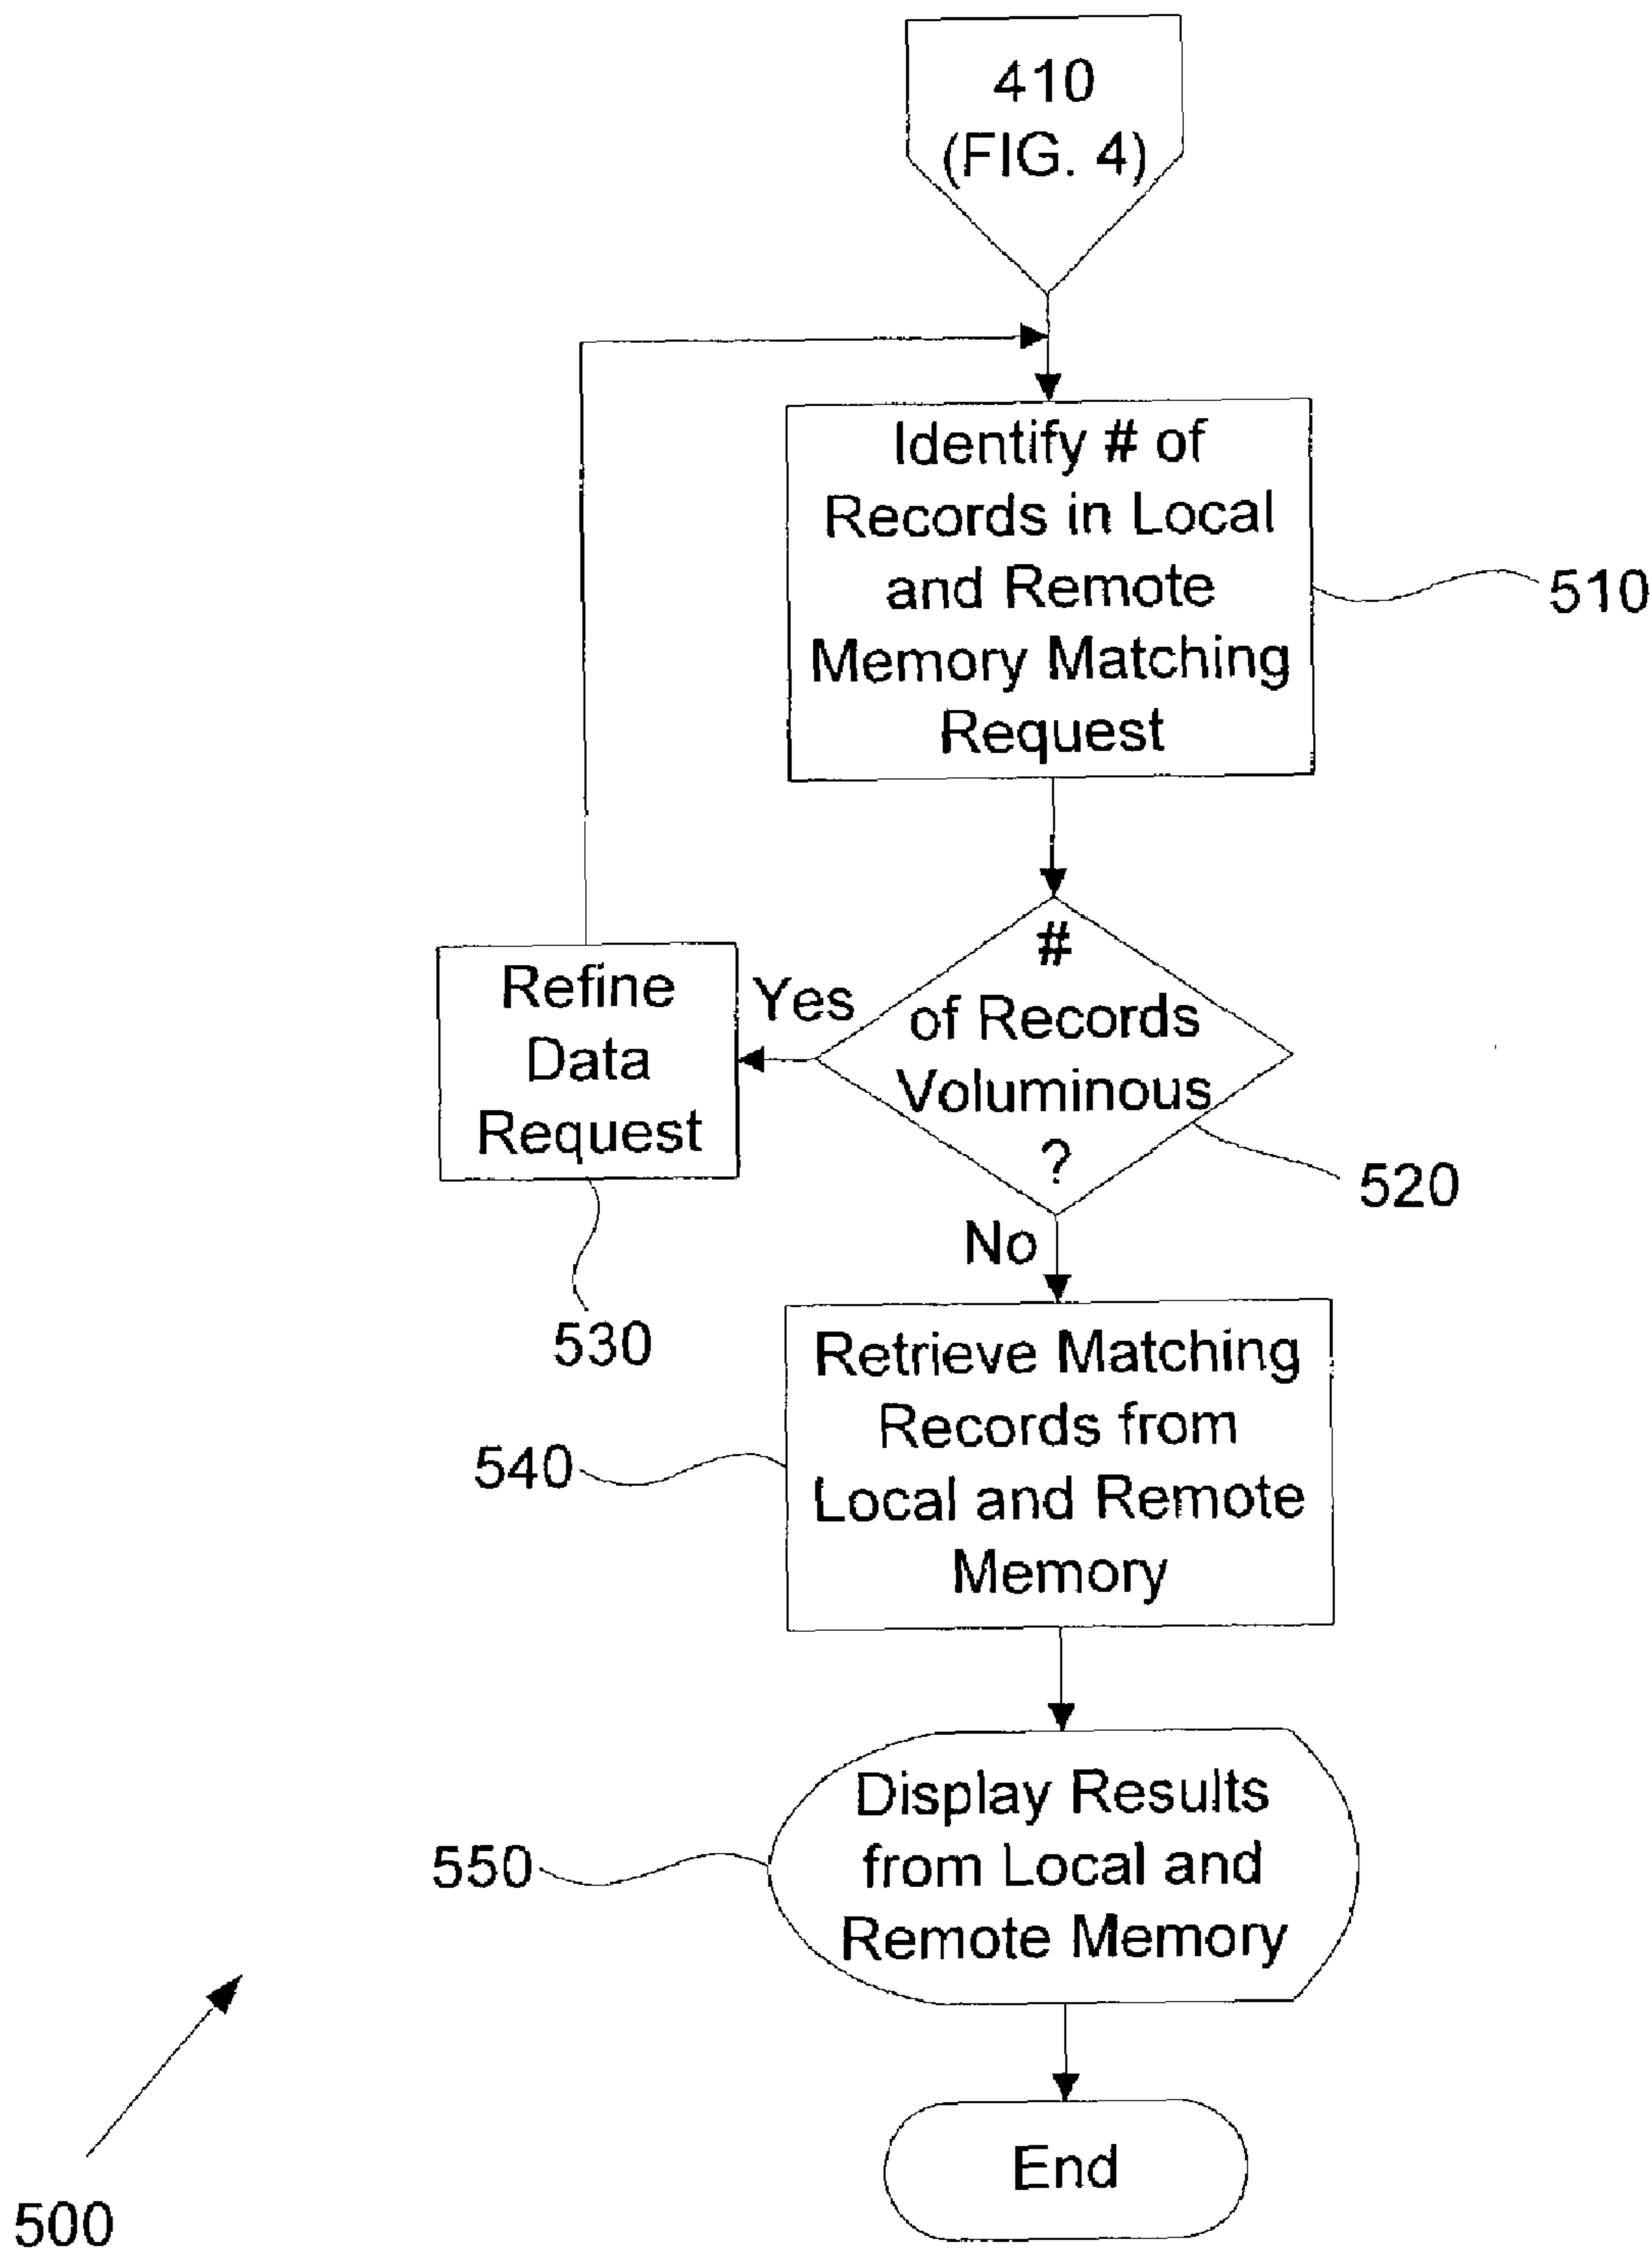 410
(FIG. 4)
Identify # of
Records in Local
and Remote
Memory Matching
Request
510
#
of Records
Voluminous
?
Yes
Refine
Data
Request
520
No
530
Retrieve Matching
Records from
Local and Remote
Memory
540
Display Results
from Local and
Remote Memory
550
End
500